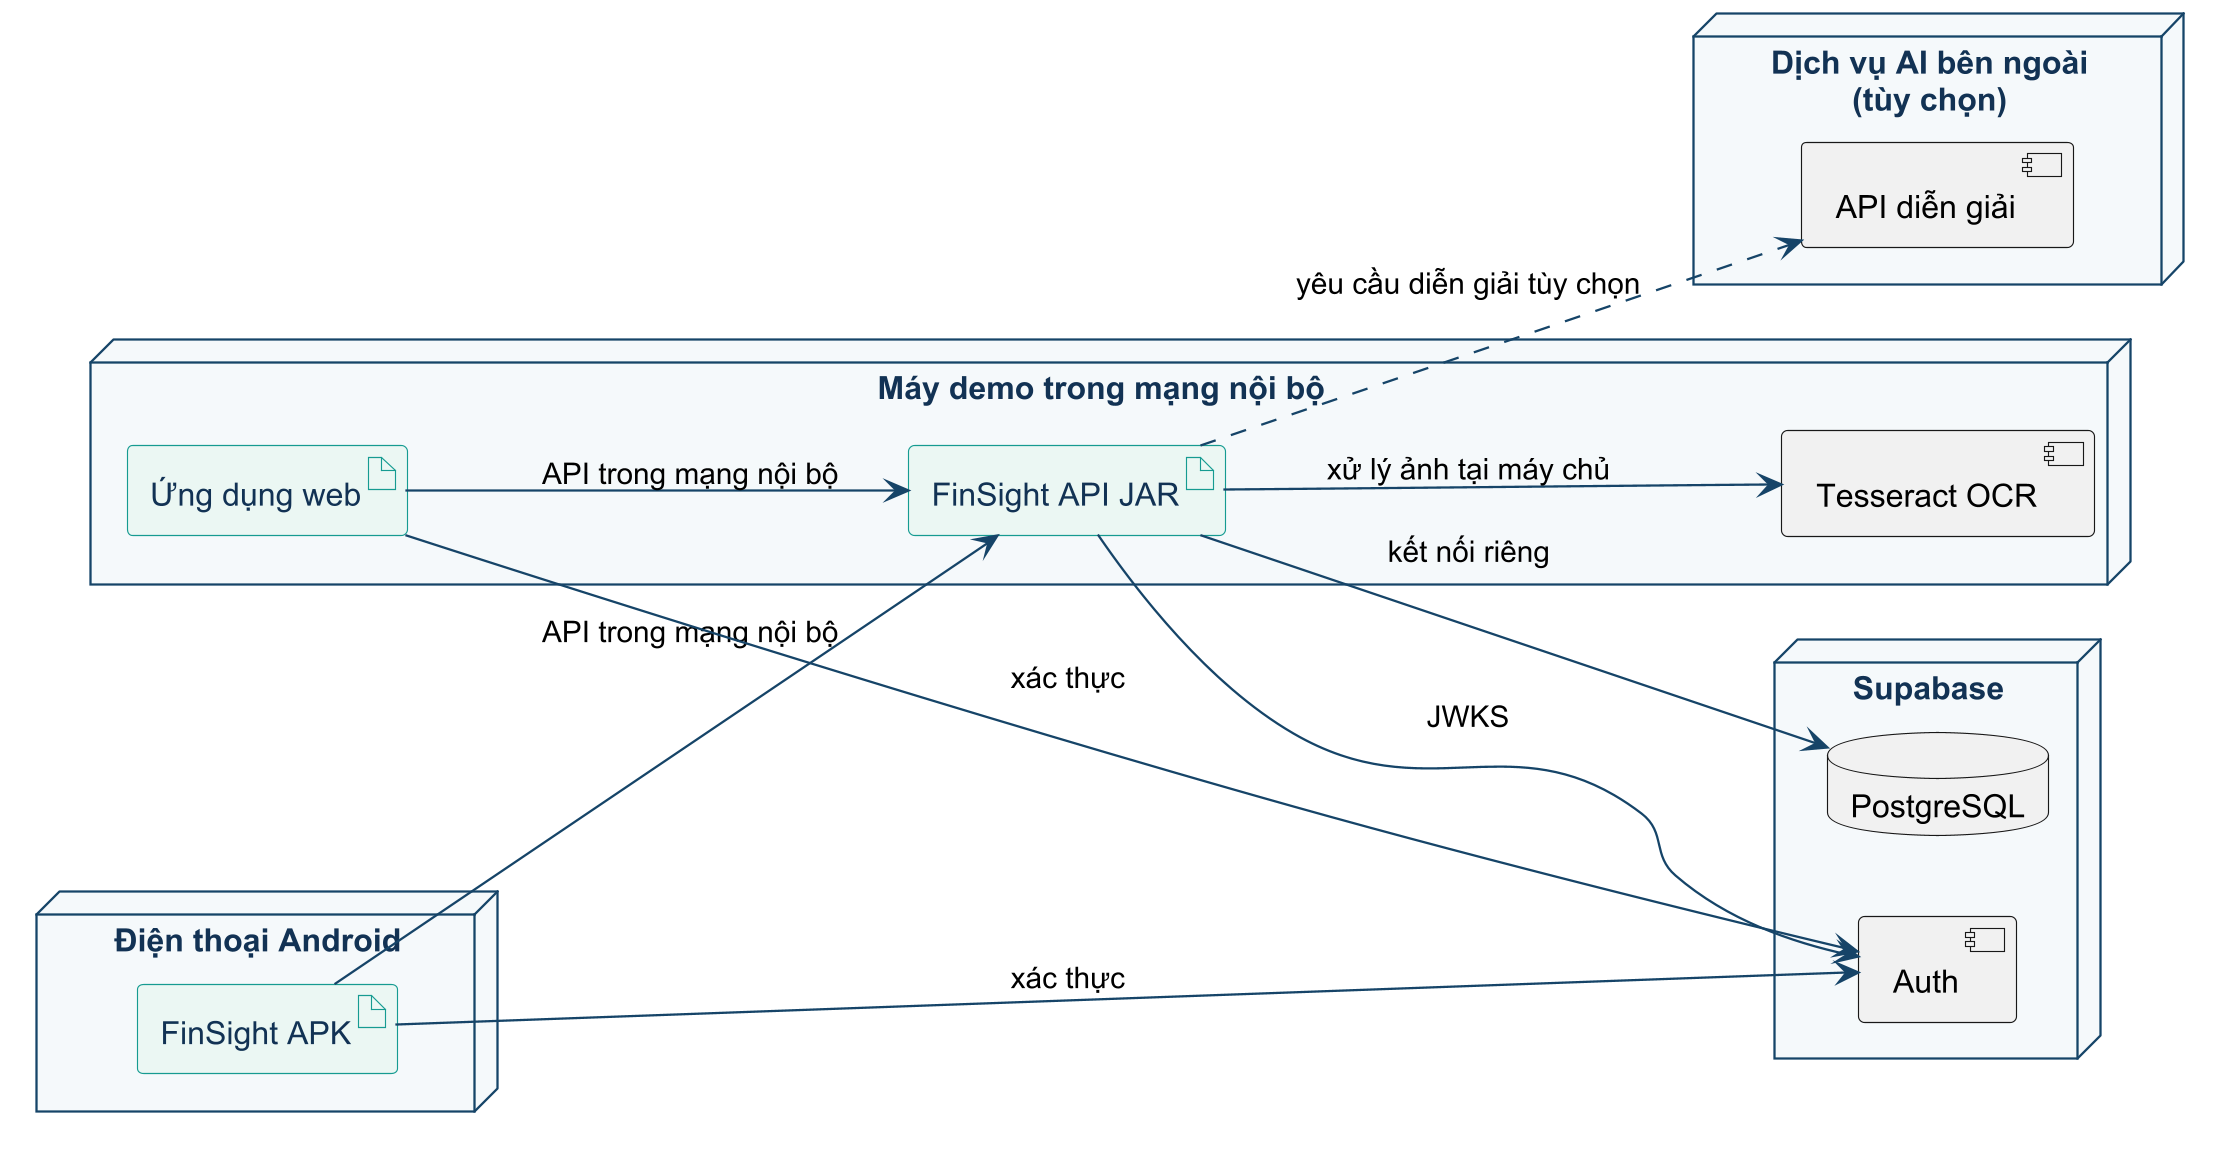 Dịch vụ AI bên ngoài
(tùy chọn)
API diễn giải
yêu cầu diễn giải tùy chọn
Máy demo trong mạng nội bộ
Ứng dụng web
API trong mạng nội bộ
FinSight API JAR
xử lý ảnh tại máy chủ
Tesseract OCR
kết nối riêng
API trong mạng nội bộ
xác thực
JWKS
Supabase
PostgreSQL
Điện thoại Android
FinSight APK
xác thực
Auth